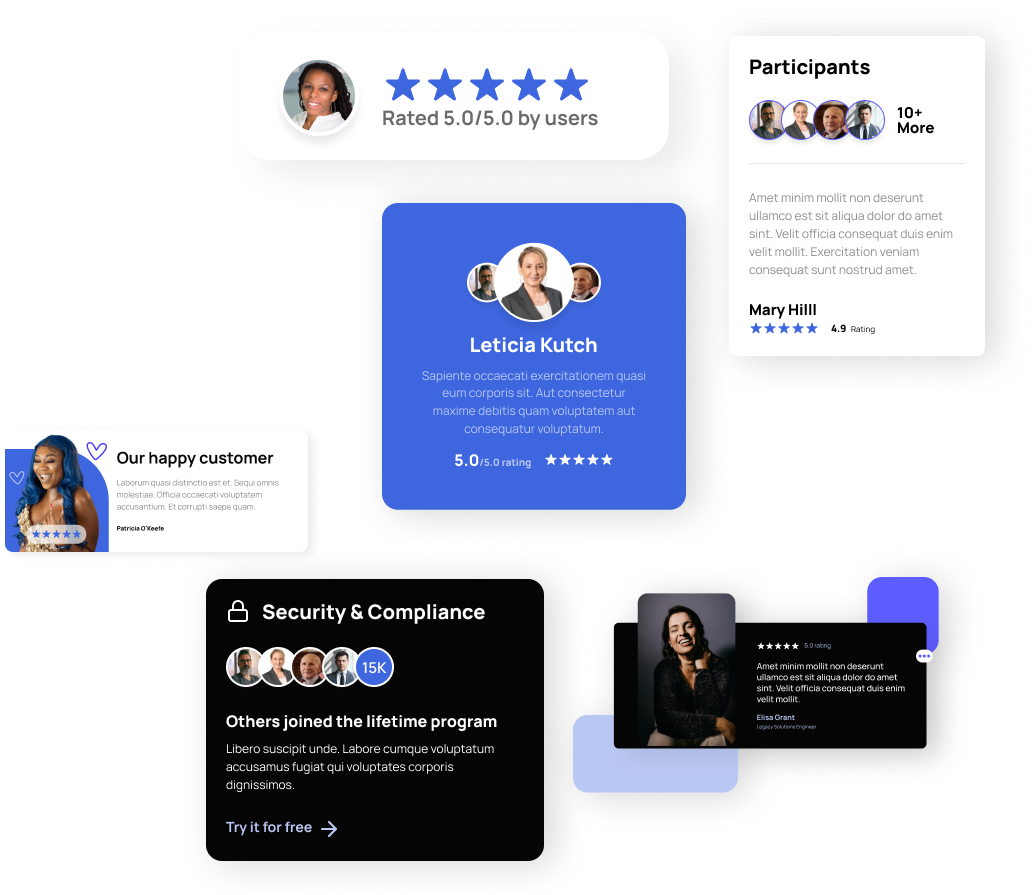 Rated 5.0/5.0 by users
Participants
10+
More
Amet minim mollit non deserunt
ullamco est sit aliqua dolor do amet
sint. Velit officia consequat duis enim
velit mollit. Exercitation veniam
consequat sunt nostrud amet.
Mary Hilll
4.9 Rating
Leticia Kutch
Sapiente occaecati exercitationem quasi
eum corporis sit. Aut consectetur
maxime debitis quam voluptatem aut
consequatur voluptatum.
5.0/5.0 rating
Our happy customer
Laborum quasi distinctio est et. Sequi omnis
molestiae. Officia occaecati voluptatem
accusantium. Et corrupti saepe quam.
Patricia O'Keefe
Security & Compliance
15K
Others joined the lifetime program
Libero suscipit unde. Labore cumque voluptatum
accusamus fugiat qui voluptates corporis
dignissimos.
Try it for free
5.0 rating
Amet minim mollit non deserunt
ullamco est sit aliqua dolor do amet
sint. Velit officia consequat duis enim
velit mollit.
Elisa Grant
Legacy Solutions Engineer